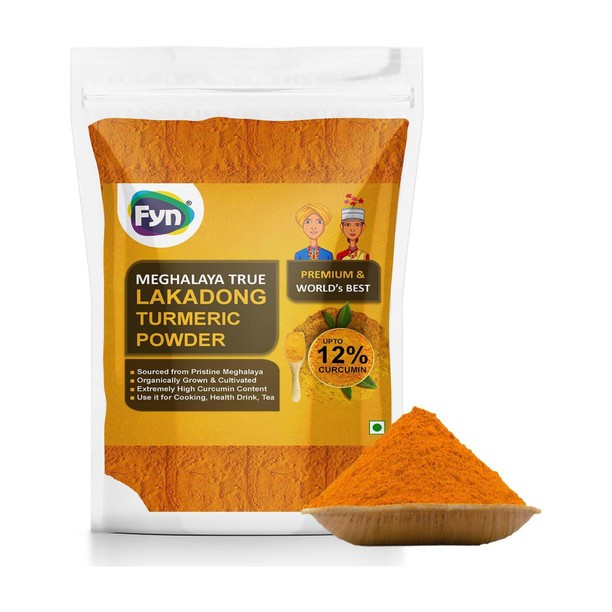 Fyn®
MEGHALAYA TRUE
LAKADONG
TURMERIC
POWDER
PREMIUM &
WORLD's BEST
UPTO
12%
CURCUMIN
Sourced from Pristine Meghalaya
Organically Grown & Cultivated
Extremely High Curcumin Content
Use it for Cooking, Health Drink, Tea